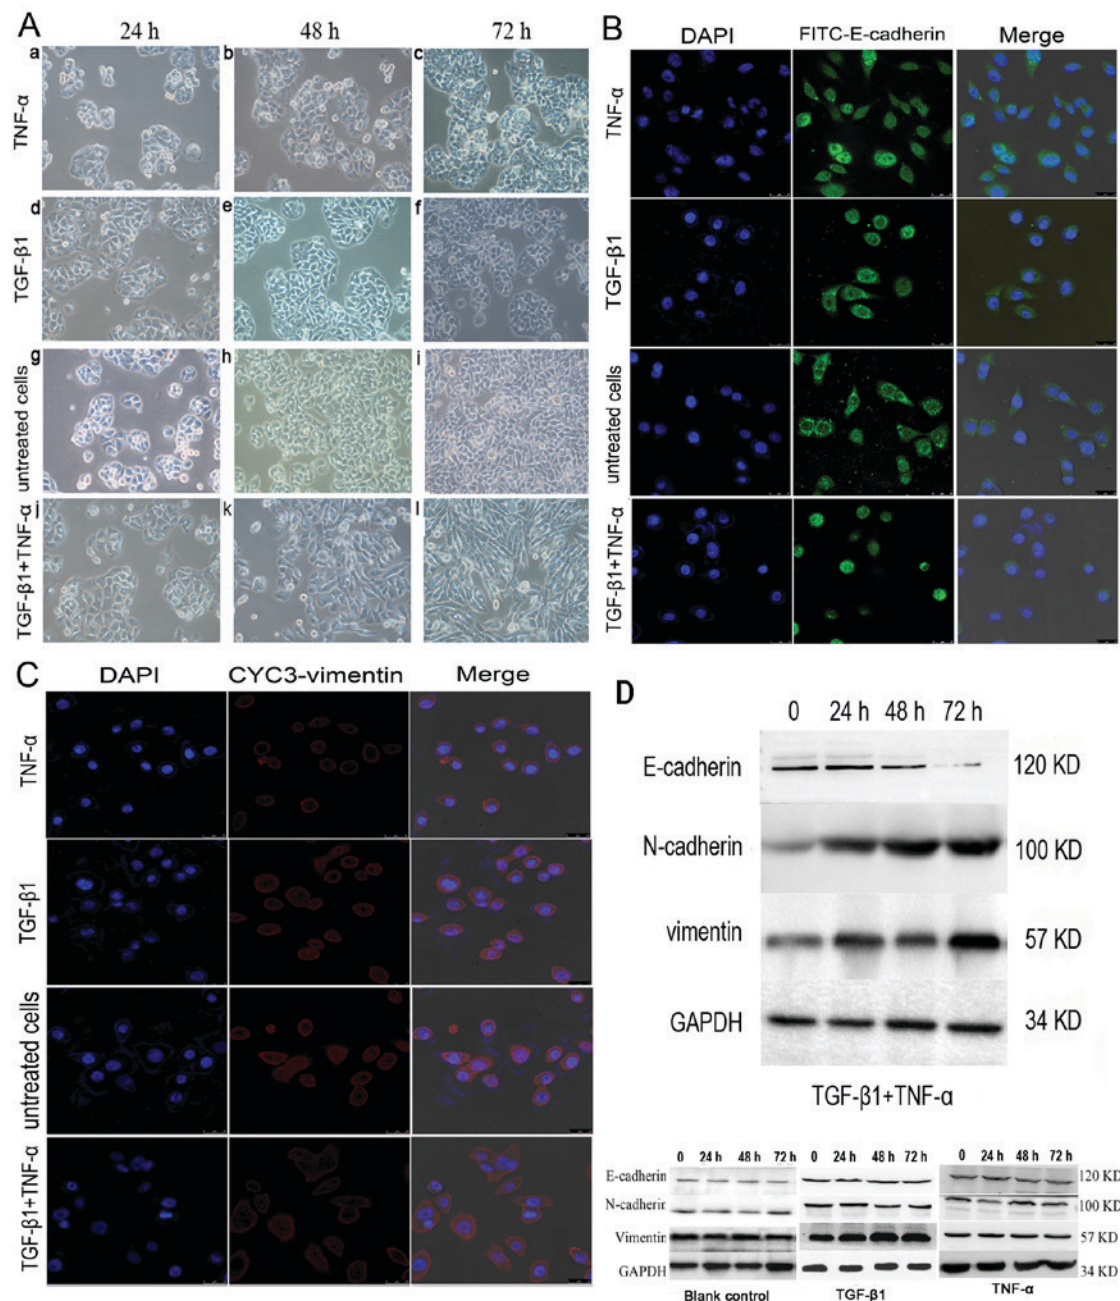 A
24 h 48 h 72 h
a b c
TNF-α
d e f
TGF-β1
g h i
untreated cells
j k l
TGF-β1+TNF-α
B
DAPI FITC-E-cadherin Merge
TNF-α
TGF-β1
untreated cells
TGF-β1+TNF-α
C
DAPI CYC3-vimentin Merge
TNF-α
TGF-β1
untreated cells
TGF-β1+TNF-α
D
0 24 h 48 h 72 h
E-cadherin 120 KD
N-cadherin 100 KD
vimentin 57 KD
GAPDH 34 KD
TGF-β1+TNF-α
0 24 h 48 h 72 h 0 24 h 48 h 72 h 0 24 h 48 h 72 h
E-cadherin 120 KD
N-cadherin 100 KD
Vimentin 57 KD
GAPDH 34 KD
Blank control TGF-β1 TNF-α